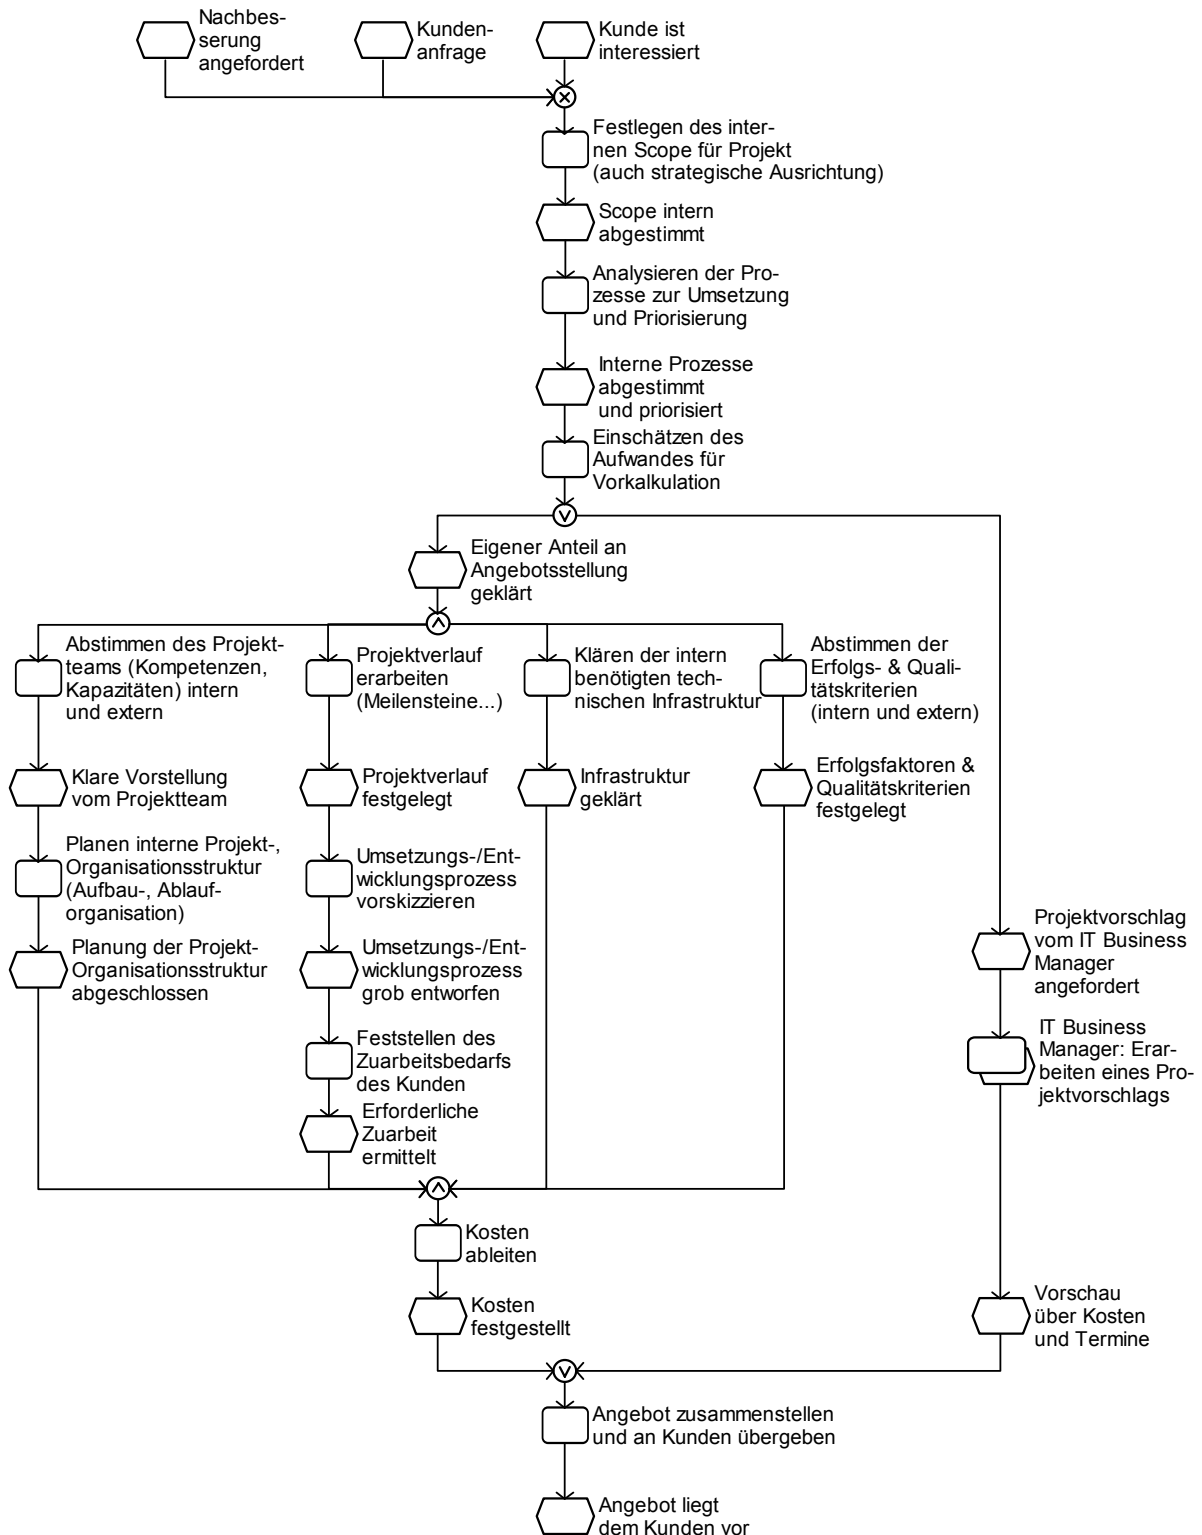 Nachbes-
serung
angefordert
Kunden-
anfrage
Kunde ist
interessiert
Festlegen des inter-
nen Scope für Projekt
(auch strategische Ausrichtung)
Scope intern
abgestimmt
Analysieren der Pro-
zesse zur Umsetzung
und Priorisierung
Interne Prozesse
abgestimmt
und priorisiert
Einschätzen des
Aufwandes für
Vorkalkulation
Eigener Anteil an
Angebotsstellung
geklärt
Abstimmen des Projekt-
teams (Kompetenzen,
Kapazitäten) intern
und extern
Projektverlauf
erarbeiten
(Meilensteine...)
Klären der intern
benötigten tech-
nischen Infrastruktur
Abstimmen der
Erfolgs- & Quali-
tätskriterien
(intern und extern)
Klare Vorstellung
vom Projektteam
Projektverlauf
festgelegt
Infrastruktur
geklärt
Erfolgsfaktoren &
Qualitätskriterien
festgelegt
Planen interne Projekt-,
Organisationsstruktur
(Aufbau-, Ablauf-
organisation)
Umsetzungs-/Ent-
wicklungsprozess
vorskizzieren
Planung der Projekt-
Organisationsstruktur
abgeschlossen
Umsetzungs-/Ent-
wicklungsprozess
grob entworfen
Projektvorschlag
vom IT Business
Manager
angefordert
Feststellen des
Zuarbeitsbedarfs
des Kunden
IT Business
Manager: Erar-
beiten eines Pro-
jektvorschlags
Erforderliche
Zuarbeit
ermittelt
Kosten
ableiten
Kosten
festgestellt
Vorschau
über Kosten
und Termine
Angebot zusammenstellen
und an Kunden übergeben
Angebot liegt
dem Kunden vor